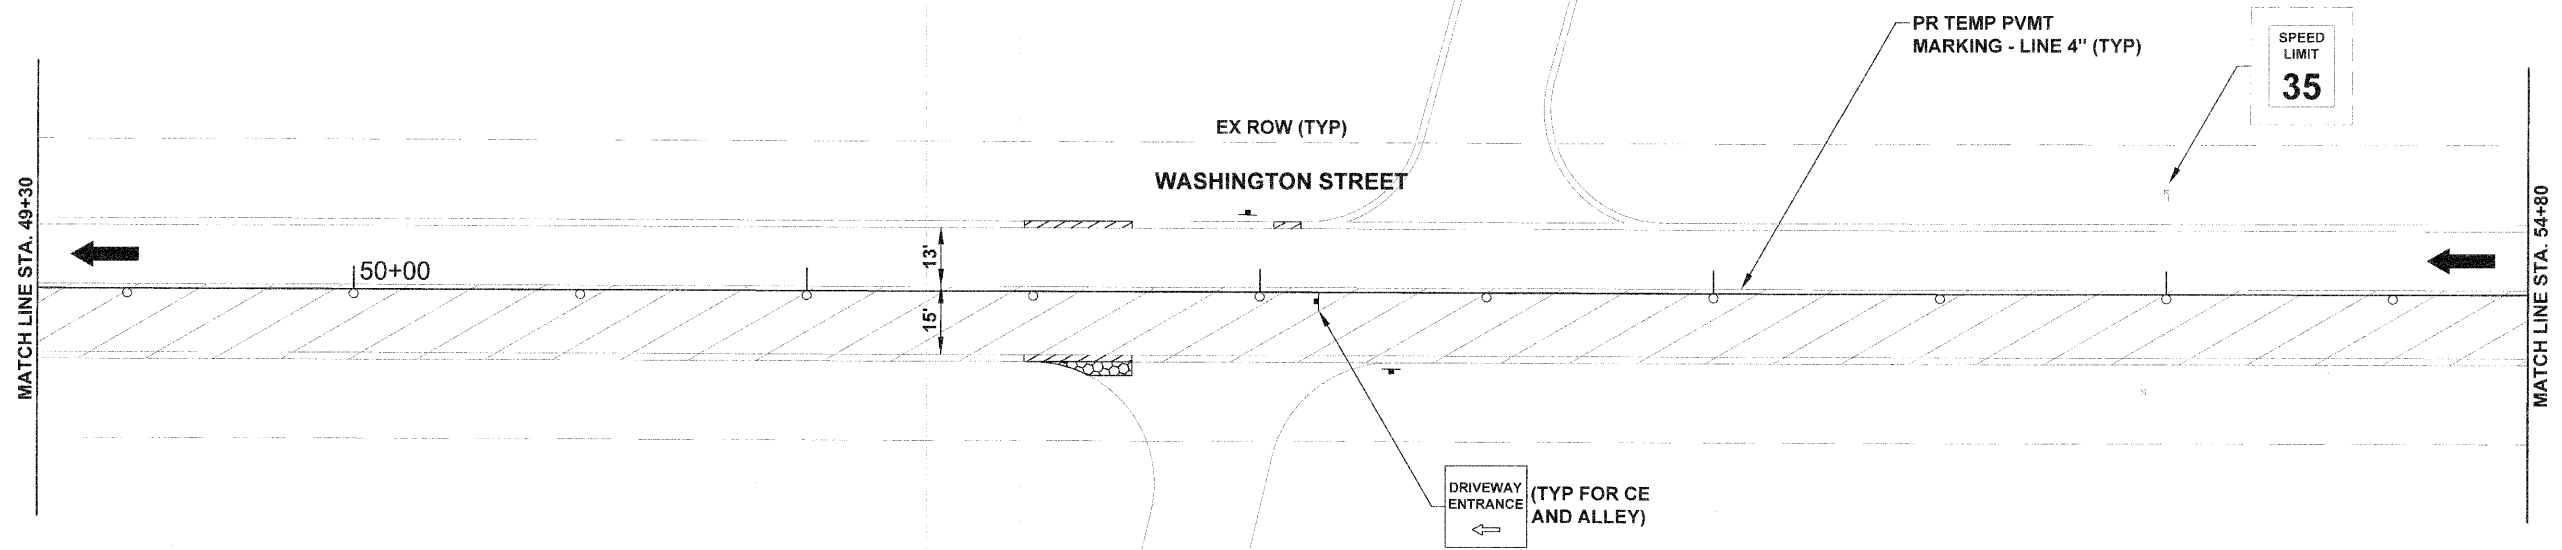 PR TEMP PVMT
MARKING - LINE 4" (TYP)
SPEED
LIMIT
35
EX ROW (TYP)
WASHINGTON STREET
MATCH LINE STA. 49+30
MATCH LINE STA. 54+80
13'
50+00
15'
DRIVEWAY
ENTRANCE
(TYP FOR CE
AND ALLEY)